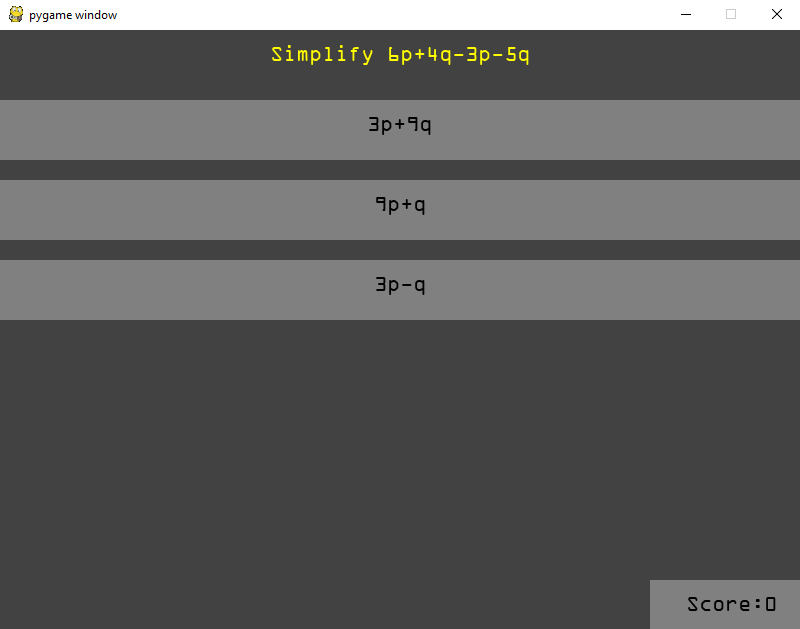 pygame window
Simplify 6p+4q-3p-5q
3p+9q
9p+q
3p-q
Score:0